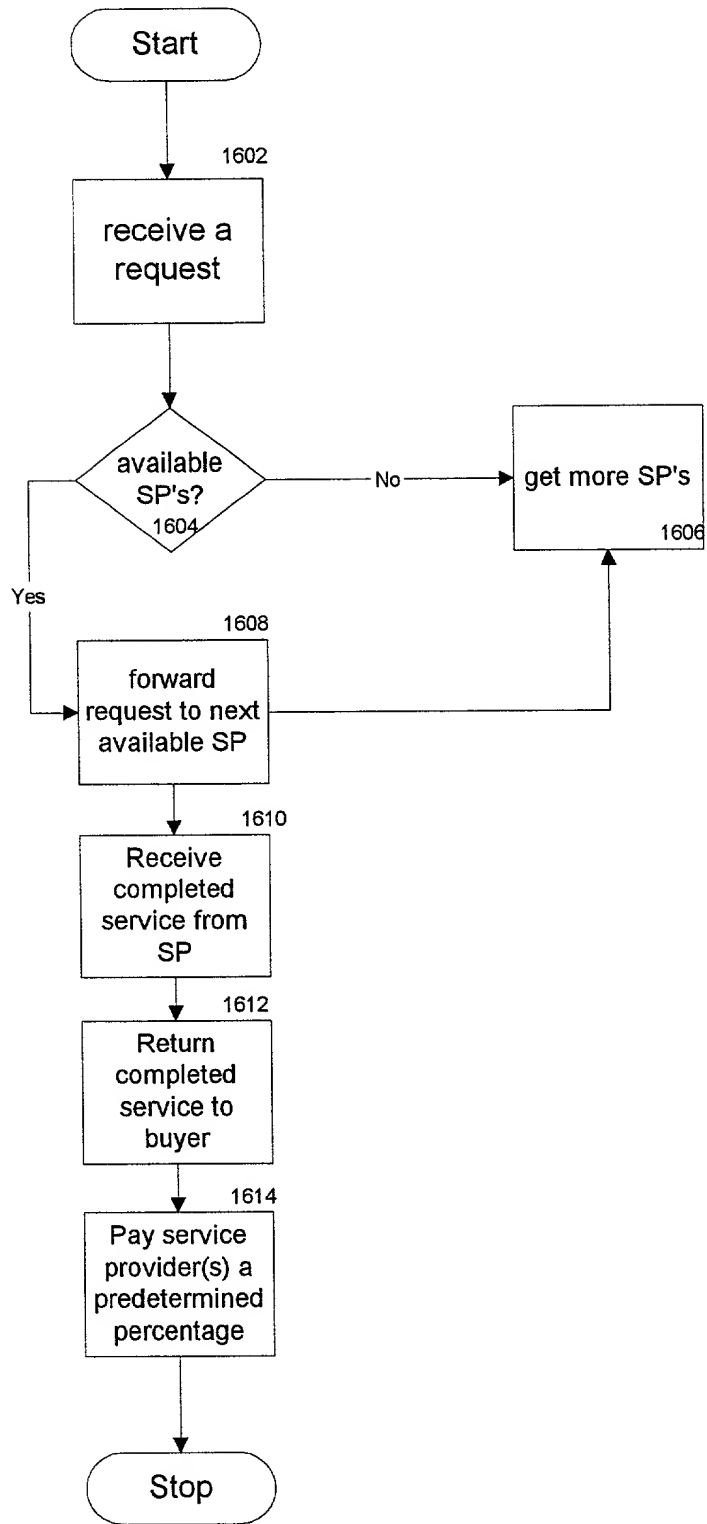 Start
1602
receive a
request
available
SP's?
1604
No
get more SP's
1606
Yes
1608
forward
request to next
available SP
1610
Receive
completed
service from
SP
1612
Return
completed
service to
buyer
1614
Pay service
provider(s) a
predetermined
percentage
Stop